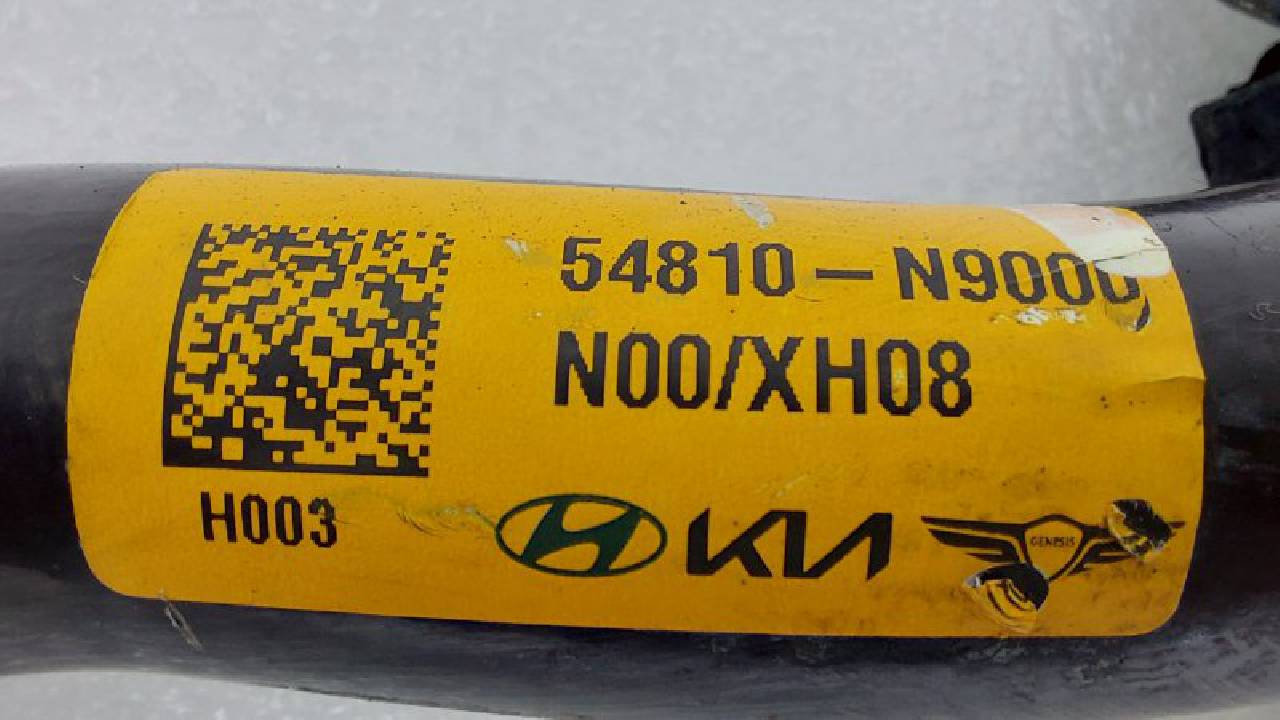 54810-N9000
N00/XH08
H003
KIA
GENESIS